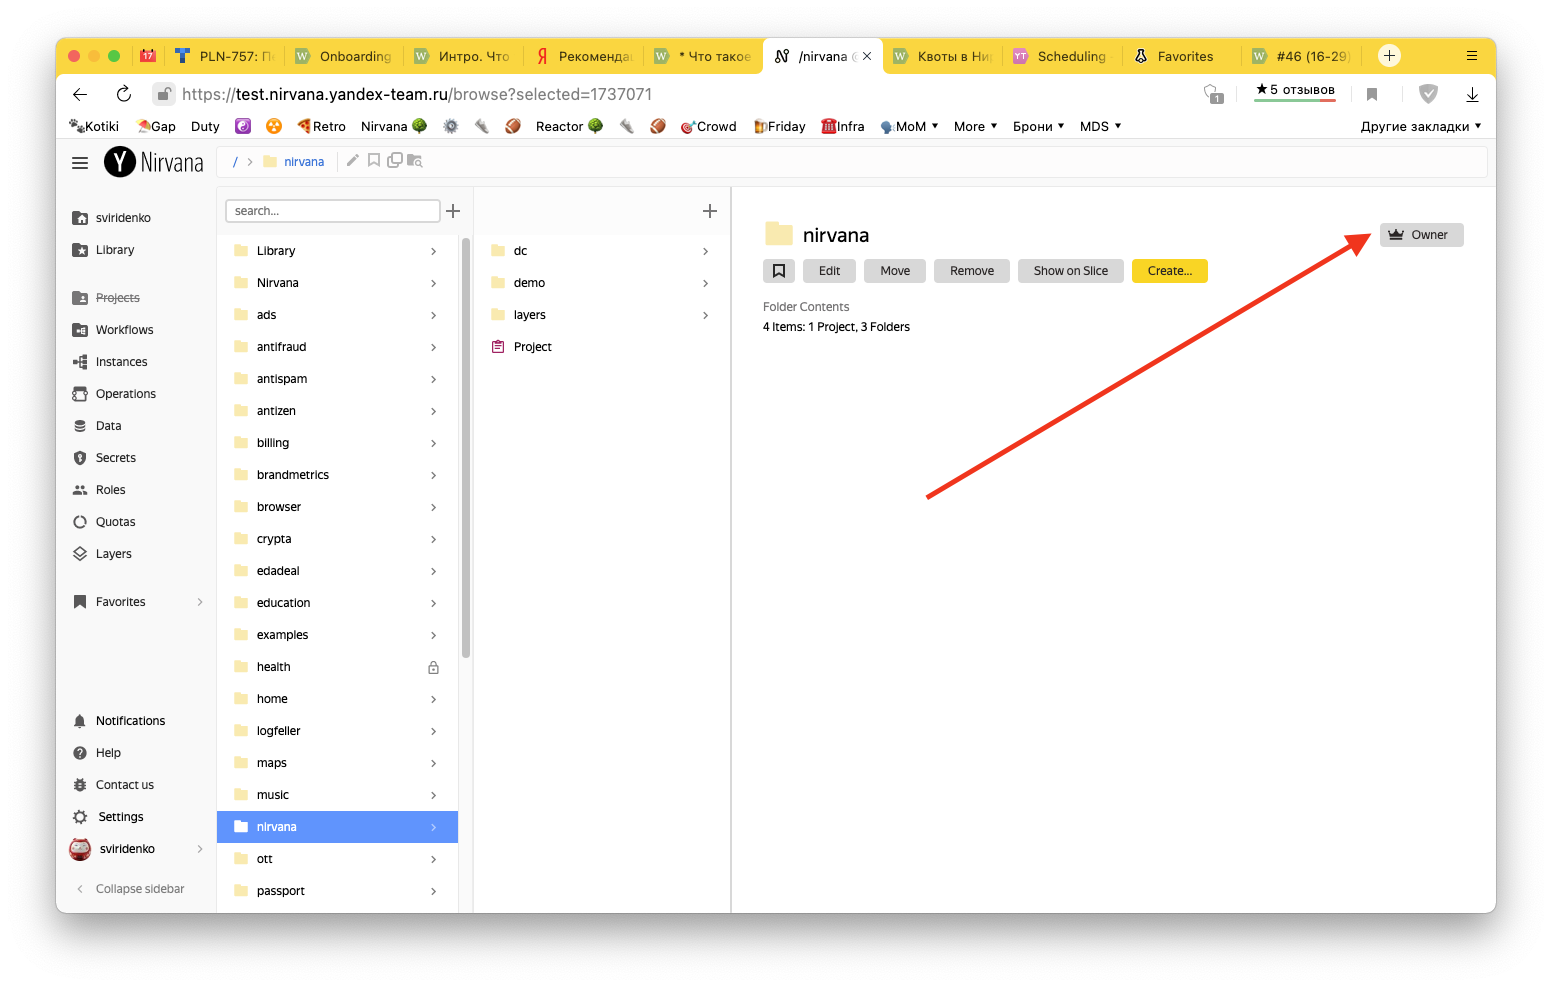 17 PLN-757: П Onboarding Интро. Что Рекоменда * Что такое /nirvana Квоты в Ни YT Scheduling Favorites #46 (16-29)
https://test.nirvana.yandex-team.ru/browse?selected=1737071 1 ★5 отзывов
Kotiki Gap Duty Retro Nirvana Reactor Crowd Friday Infra MoM More Брони MDS Другие закладки
Y Nirvana / > nirvana
search...
sviridenko
Library
Projects
Workflows
Instances
Operations
Data
Secrets
Roles
Quotas
Layers
Favorites
Notifications
Help
Contact us
Settings
sviridenko
Collapse sidebar
Library
Nirvana
ads
antifraud
antispam
antizen
billing
brandmetrics
browser
crypta
edadeal
education
examples
health
home
logfeller
maps
music
nirvana
ott
passport
dc
demo
layers
Project
nirvana
Owner
Edit Move Remove Show on Slice Create...
Folder Contents
4 Items: 1 Project, 3 Folders